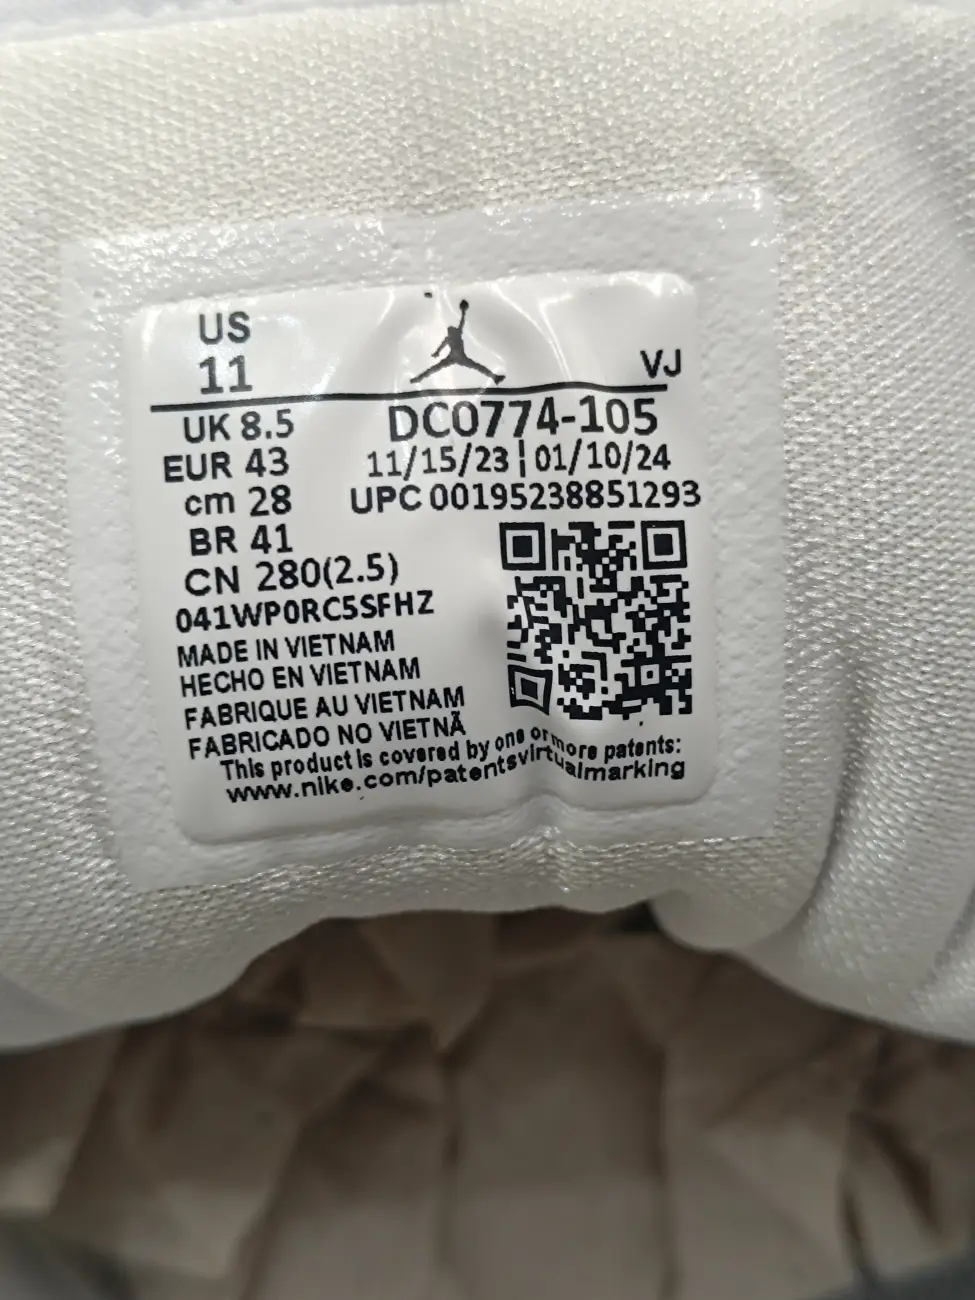 US
11
VJ
UK 8.5
DC0774-105
EUR 43
11/15/23 | 01/10/24
cm 28
UPC 00195238851293
BR 41
CN 280(2.5)
041WP0RC5SFHZ
MADE IN VIETNAM
HECHO EN VIETNAM
FABRIQUE AU VIETNAM
FABRICADO NO VIETNÃ
This product is covered by one or more patents:
www.nike.com/patentsvirtualmarking